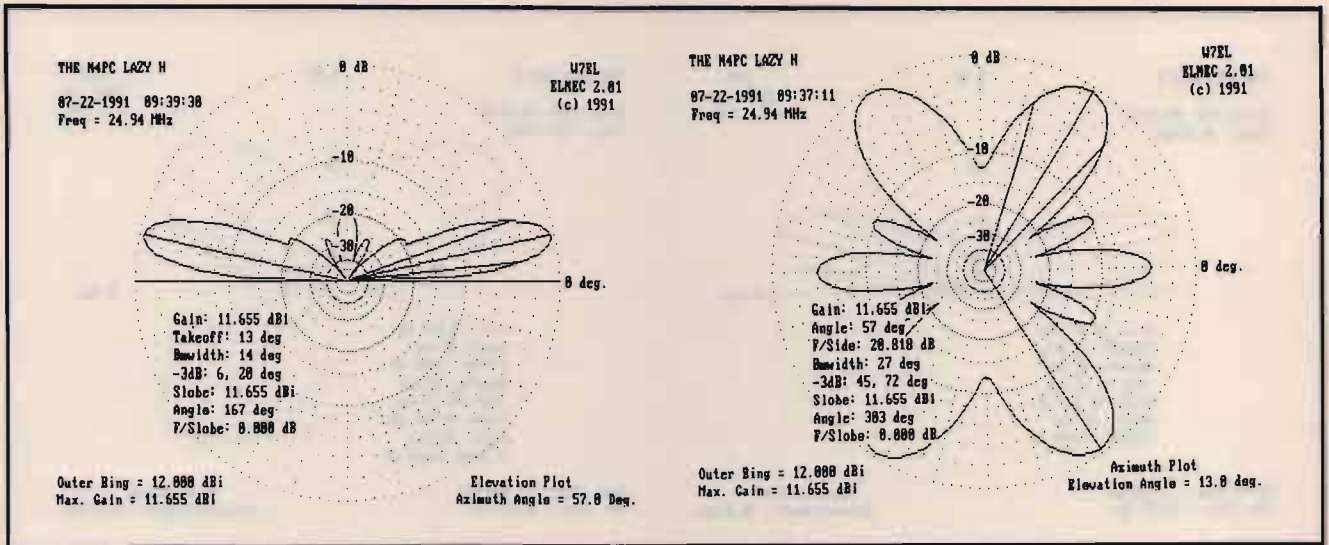 THE N4PC LAZY H
0 dB
W7EL
ELNEC 2.01
(c) 1991
07-22-1991 09:39:30
Freq = 24.94 MHz
-10
-20
-30
0 deg.
Gain: 11.655 dBi
Takeoff: 13 deg
Bmwidth: 14 deg
-3dB: 6, 20 deg
Slobe: 11.655 dBi
Angle: 167 deg
F/Slobe: 0.000 dB
Outer Ring = 12.000 dBi
Max. Gain = 11.655 dBi
Elevation Plot
Azimuth Angle = 57.0 Deg.
THE N4PC LAZY H
0 dB
W7EL
ELNEC 2.01
(c) 1991
07-22-1991 09:37:11
Freq = 24.94 MHz
-10
-20
-30
0 deg.
Gain: 11.655 dBi
Angle: 57 deg
F/Side: 20.818 dB
Bmwidth: 27 deg
-3dB: 45, 72 deg
Slobe: 11.655 dBi
Angle: 303 deg
F/Slobe: 0.000 dB
Outer Ring = 12.000 dBi
Max. Gain = 11.655 dBi
Azimuth Plot
Elevation Angle = 13.0 deg.